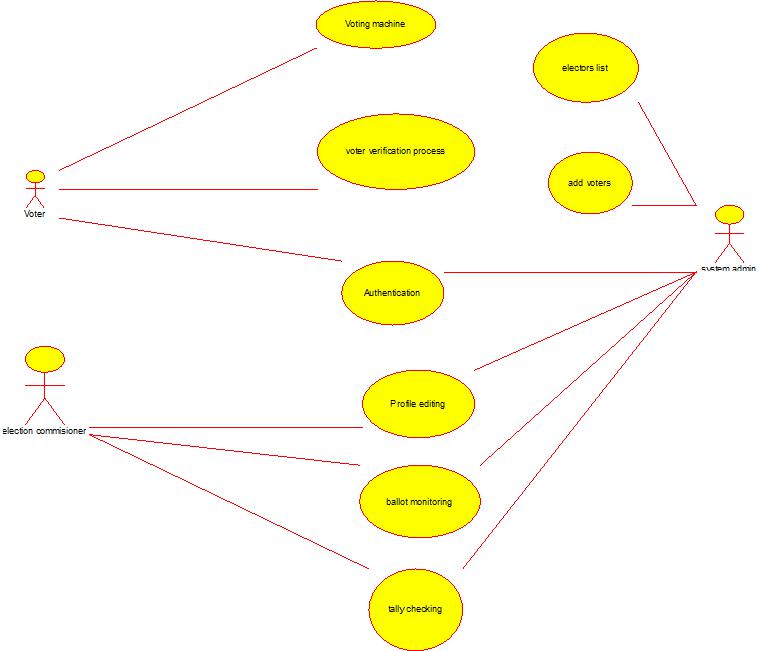 Voting machine
electors list
voter verification process
add voters
Voter
system admin
Authentication
Profile editing
election commisioner
ballot monitoring
tally checking